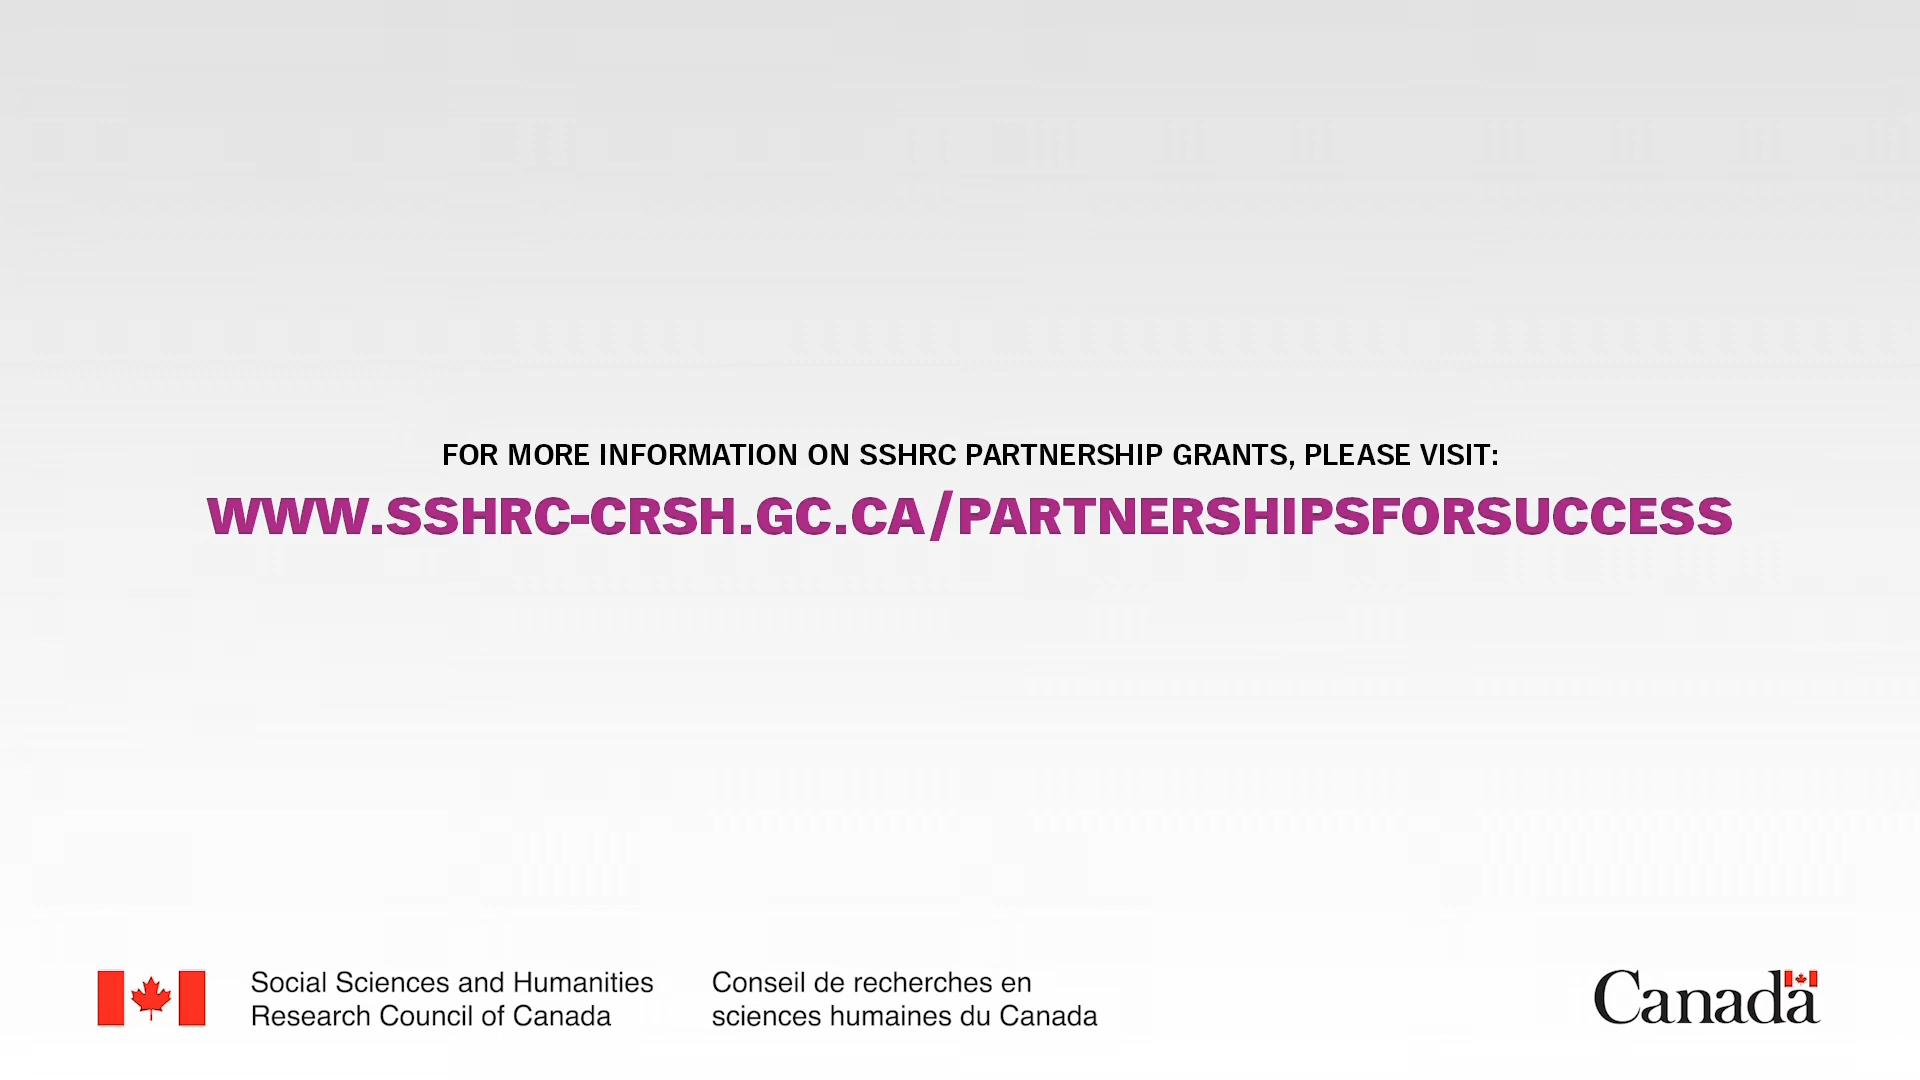 FOR MORE INFORMATION ON SSHRC PARTNERSHIP GRANTS, PLEASE VISIT:
WWW.SSHRC-CRSH.GC.CA/PARTNERSHIPSFORSUCCESS
Social Sciences and Humanities
Research Council of Canada
Conseil de recherches en
sciences humaines du Canada
Canada